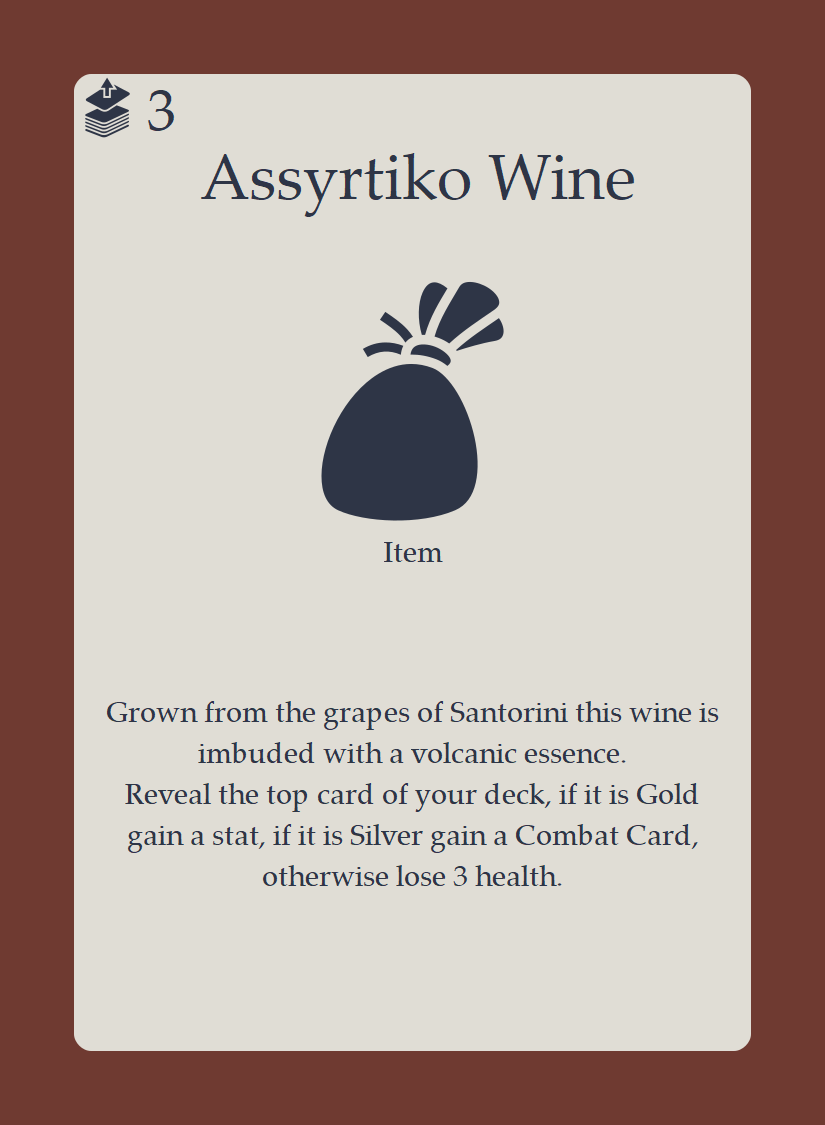 3
Assyrtiko Wine
Item
Grown from the grapes of Santorini this wine is
imbuded with a volcanic essence.
Reveal the top card of your deck, if it is Gold
gain a stat, if it is Silver gain a Combat Card,
otherwise lose 3 health.